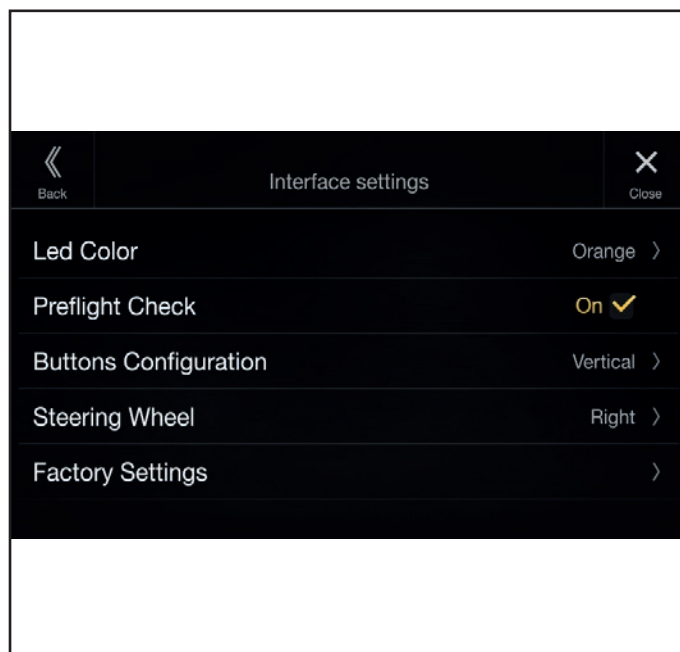 Back
Interface settings
Close
Led Color Orange
Preflight Check On
Buttons Configuration Vertical
Steering Wheel Right
Factory Settings